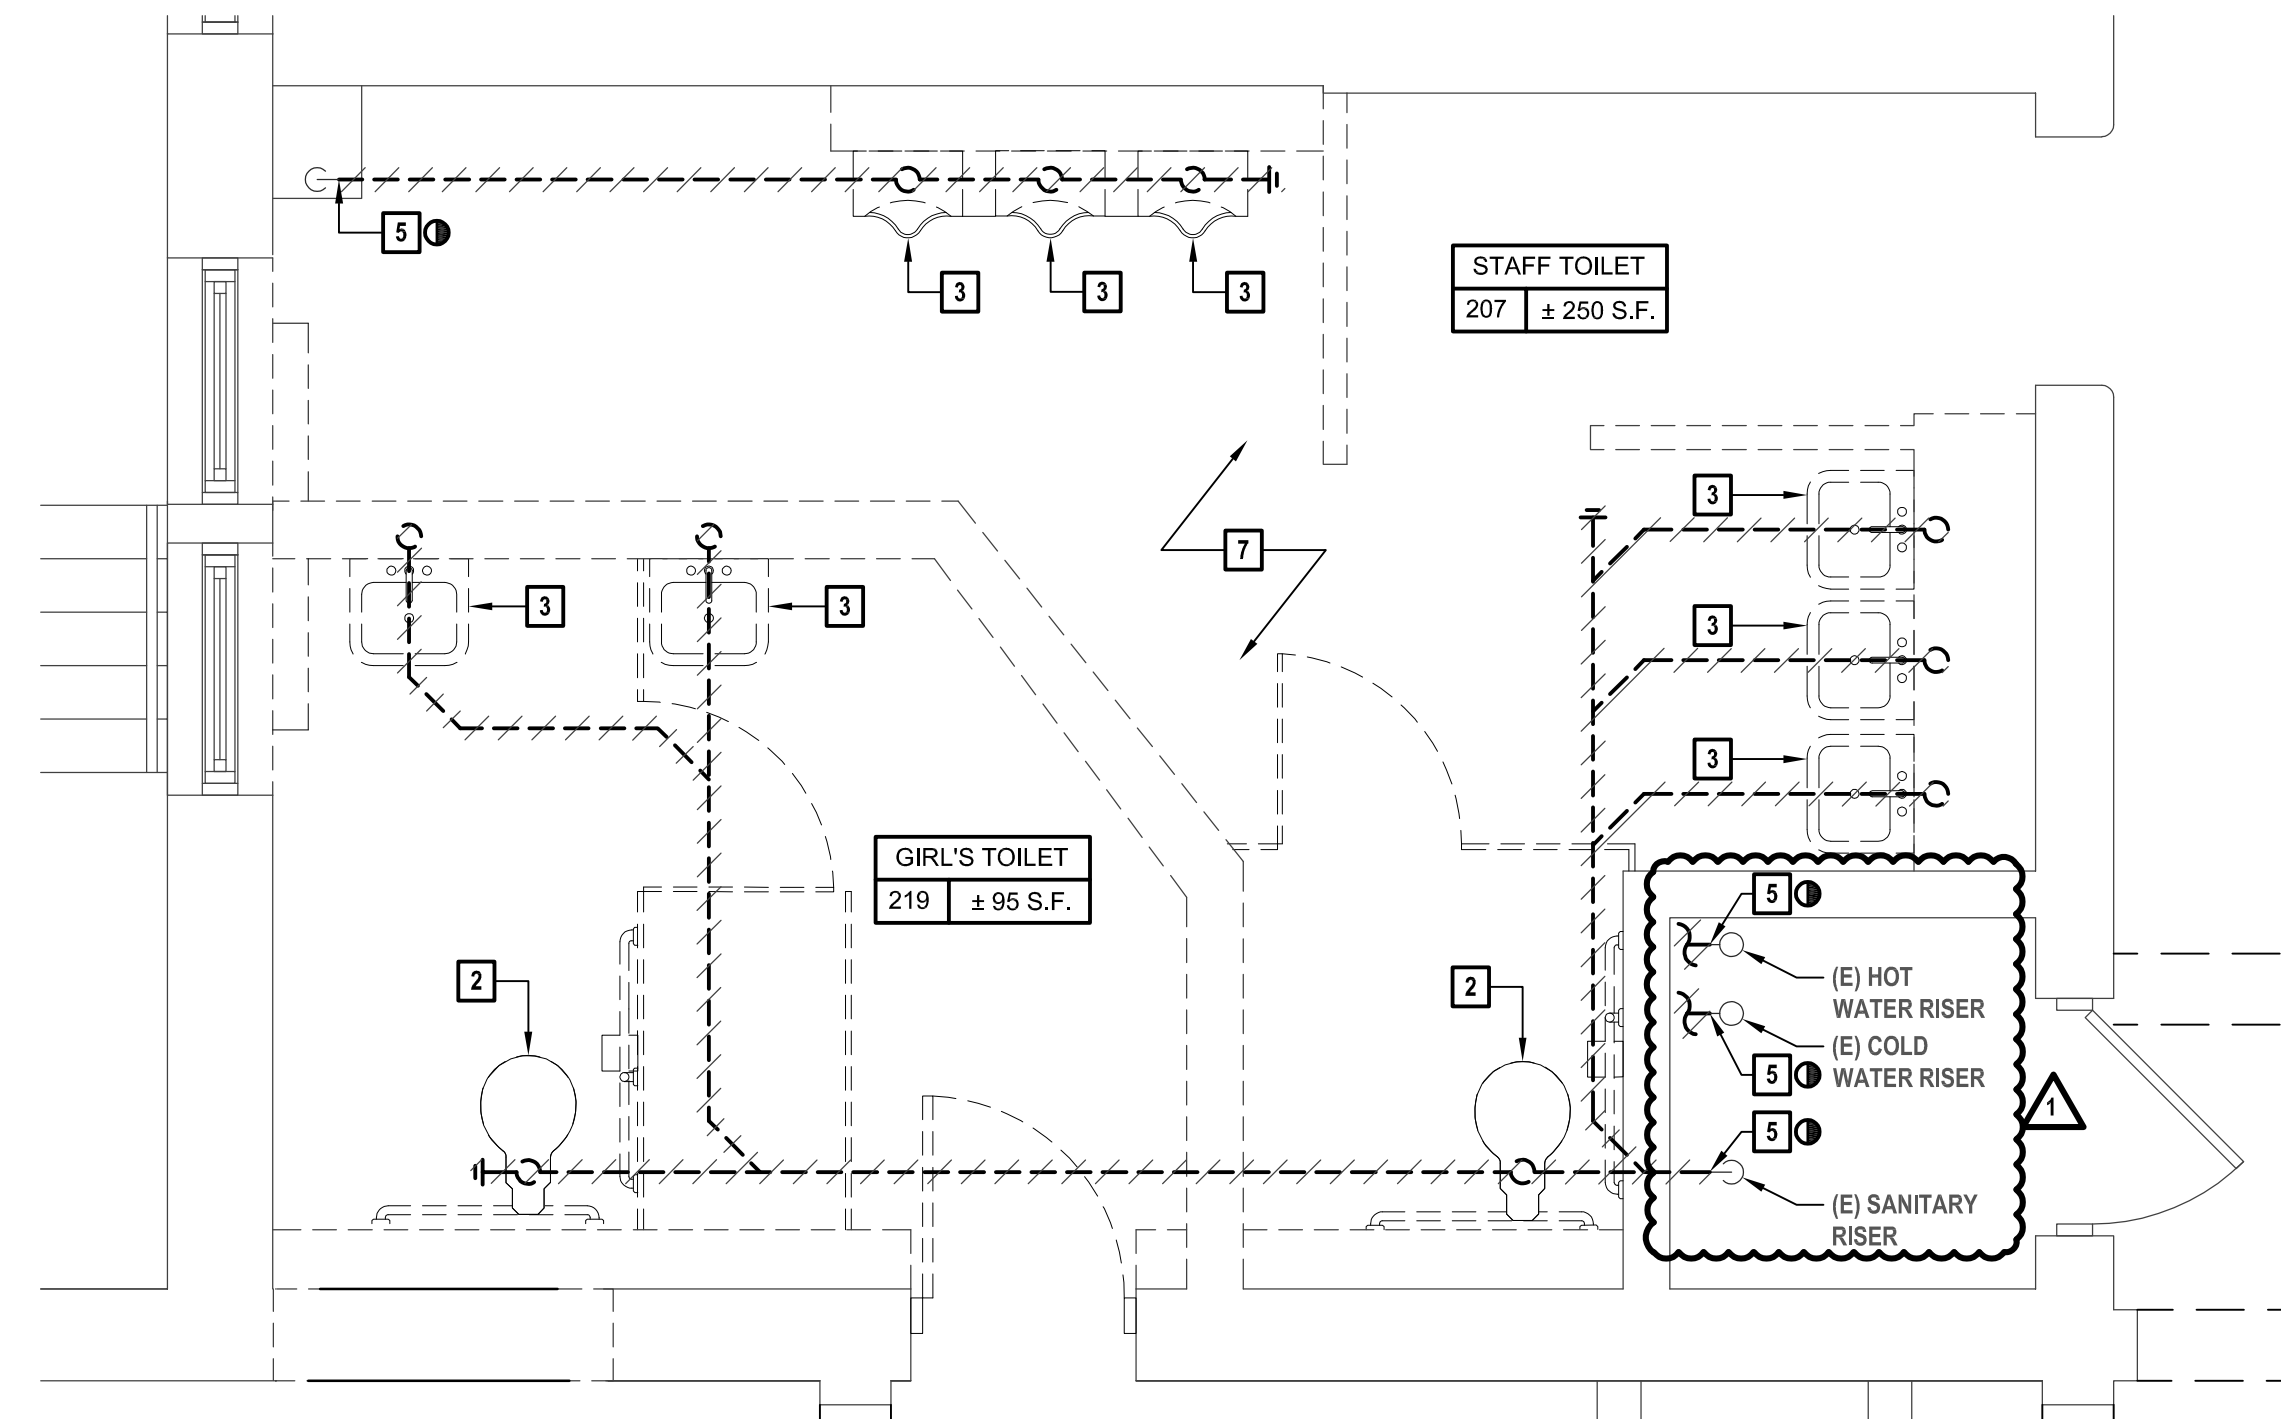 5
3
3
3
STAFF TOILET
207
± 250 S.F.
3
7
3
3
3
3
GIRL'S TOILET
219
± 95 S.F.
5
2
2
(E) HOT
WATER RISER
(E) COLD
WATER RISER
5
1
5
(E) SANITARY
RISER